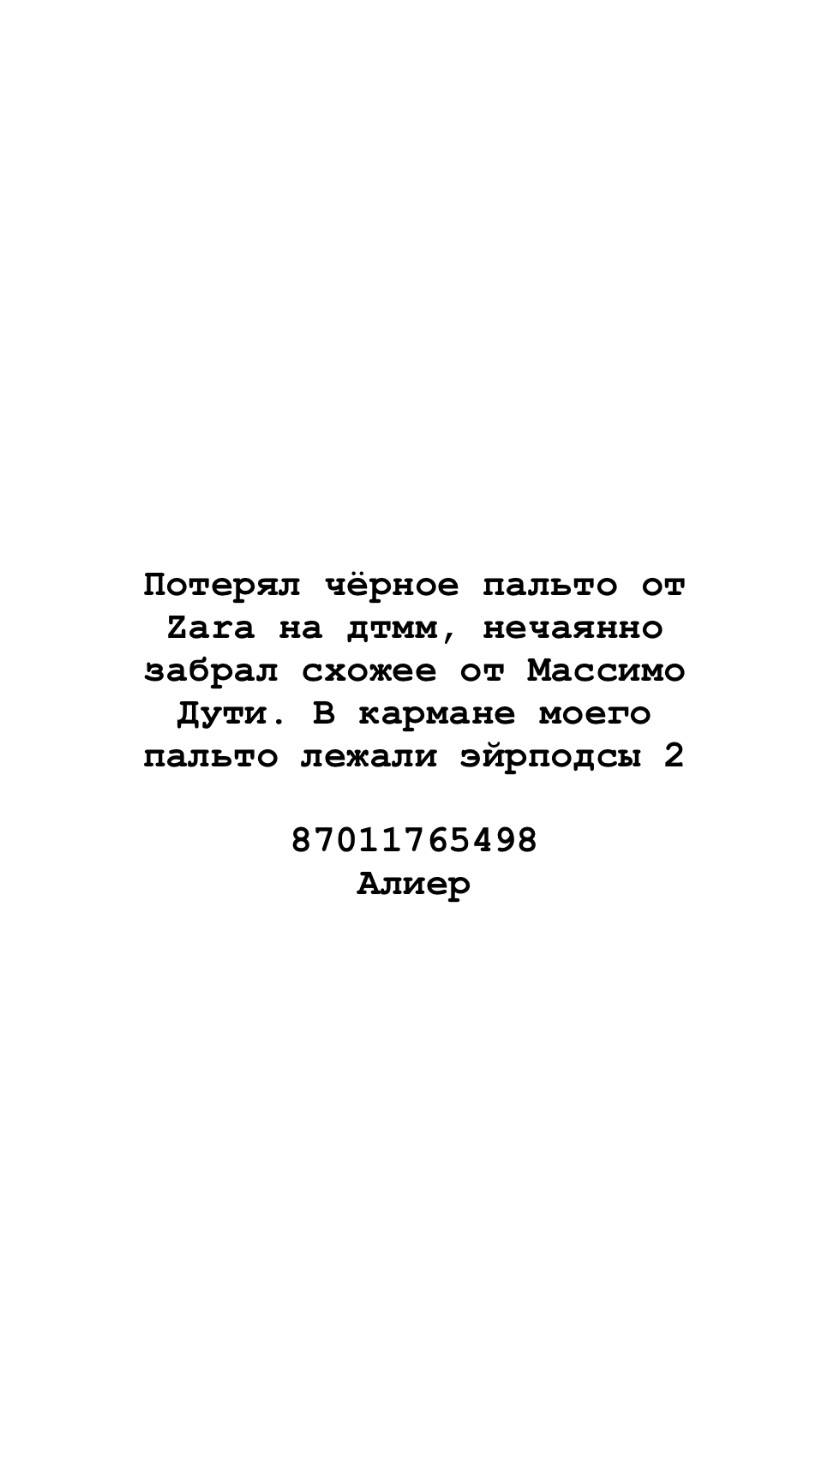 Потерял чёрное пальто от
Zara на дтмм, нечаянно
забрал схожее от Массимо
Дути. В кармане моего
пальто лежали эйрподсы 2
87011765498
Алиер